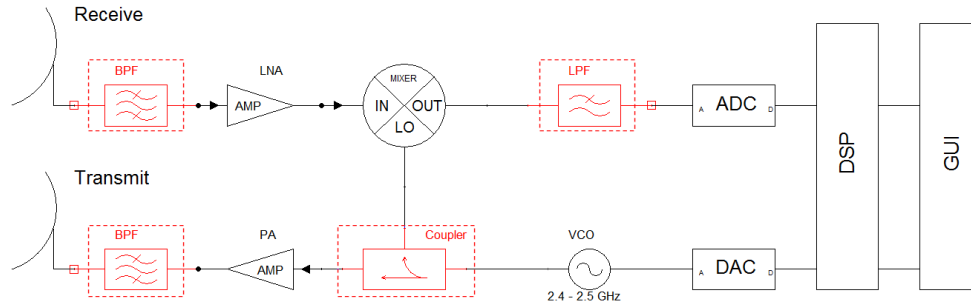 Receive
BPF
LNA
AMP
MIXER
IN
OUT
LO
LPF
A
ADC
D
DSP
GUI
Transmit
BPF
PA
AMP
Coupler
VCO
2.4 - 2.5 GHz
A
DAC
D